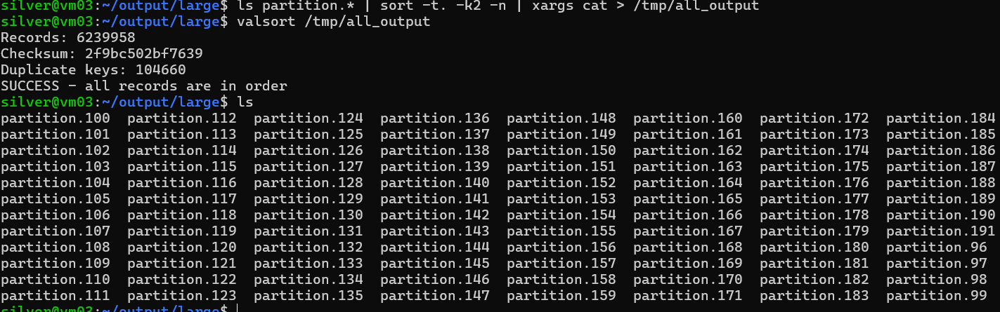 silver@vm03:~/output/large$ ls partition.* | sort -t. -k2 -n | xargs cat > /tmp/all_output
silver@vm03:~/output/large$ valsort /tmp/all_output
Records: 6239958
Checksum: 2f9bc502bf7639
Duplicate keys: 104660
SUCCESS - all records are in order
silver@vm03:~/output/large$ ls
partition.100  partition.112  partition.124  partition.136  partition.148  partition.160  partition.172  partition.184
partition.101  partition.113  partition.125  partition.137  partition.149  partition.161  partition.173  partition.185
partition.102  partition.114  partition.126  partition.138  partition.150  partition.162  partition.174  partition.186
partition.103  partition.115  partition.127  partition.139  partition.151  partition.163  partition.175  partition.187
partition.104  partition.116  partition.128  partition.140  partition.152  partition.164  partition.176  partition.188
partition.105  partition.117  partition.129  partition.141  partition.153  partition.165  partition.177  partition.189
partition.106  partition.118  partition.130  partition.142  partition.154  partition.166  partition.178  partition.190
partition.107  partition.119  partition.131  partition.143  partition.155  partition.167  partition.179  partition.191
partition.108  partition.120  partition.132  partition.144  partition.156  partition.168  partition.180  partition.96
partition.109  partition.121  partition.133  partition.145  partition.157  partition.169  partition.181  partition.97
partition.110  partition.122  partition.134  partition.146  partition.158  partition.170  partition.182  partition.98
partition.111  partition.123  partition.135  partition.147  partition.159  partition.171  partition.183  partition.99
silver@vm03:~/output/large$